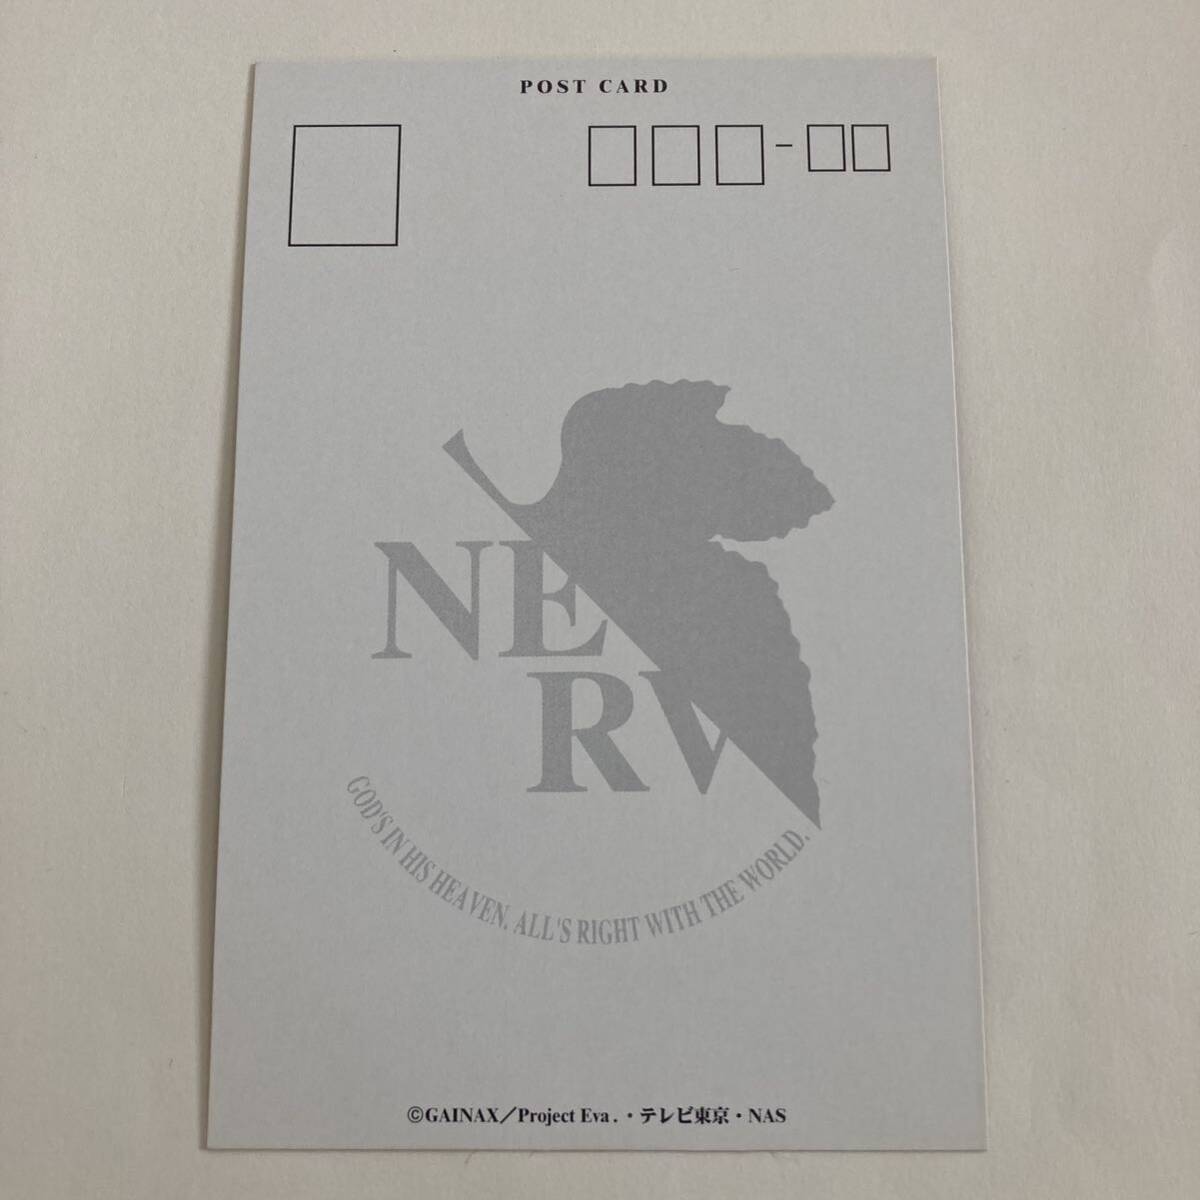 POST CARD
-
NE
RV
GOD'S IN HIS HEAVEN. ALL'S RIGHT WITH THE WORLD.
©GAINAX／Project Eva.・テレビ東京・NAS